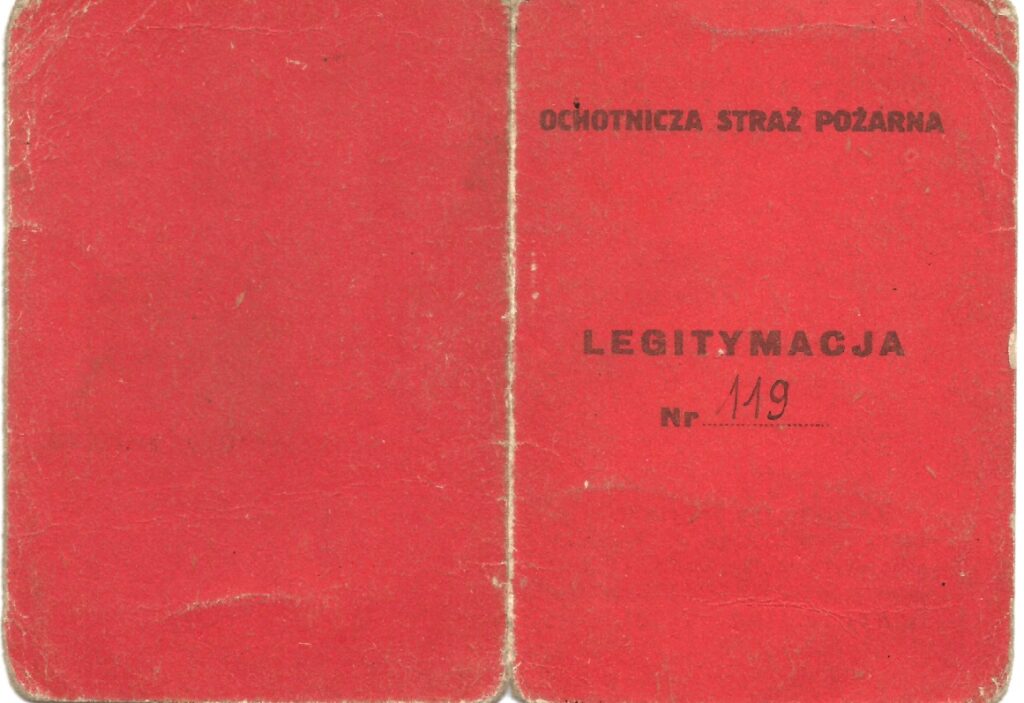 OCHOTNICZA STRAŻ POŻARNA
LEGITYMACJA
Nr 119